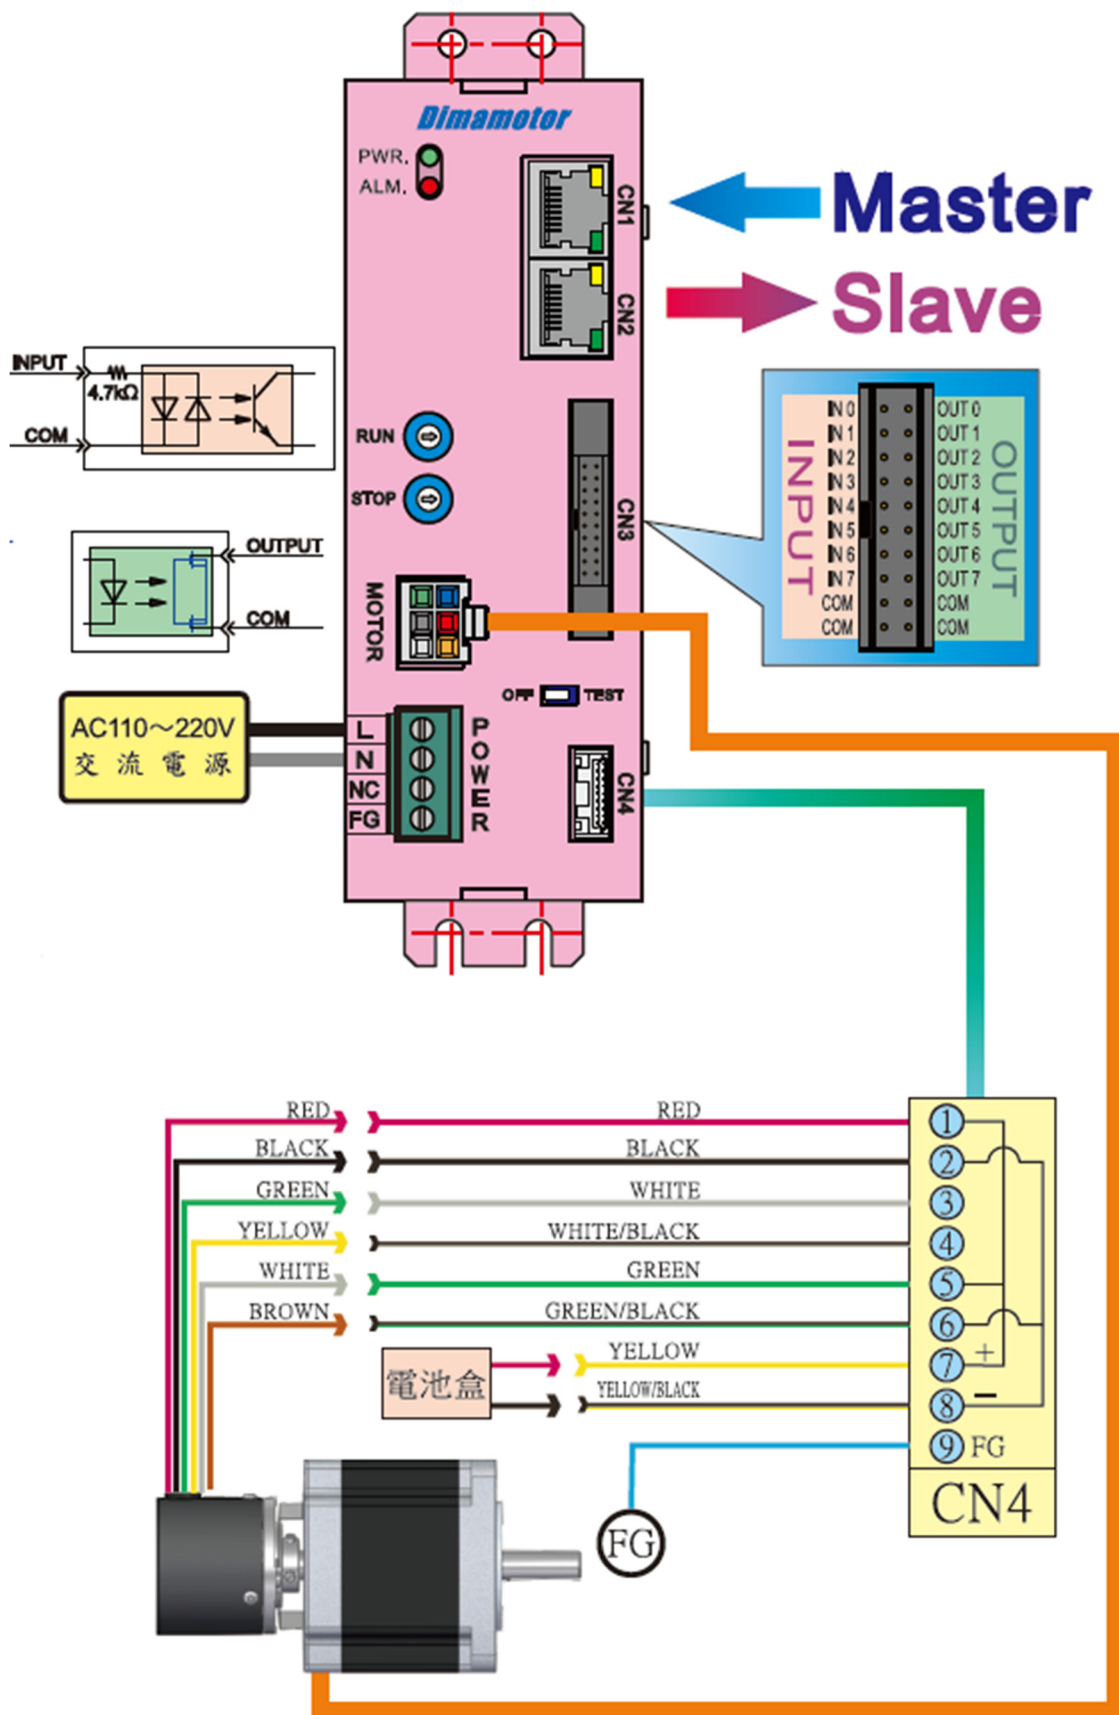 Dimamotor
PWR.
ALM.
CN1
CN2
Master
Slave
INPUT
4.7kΩ
COM
RUN
STOP
CN3
INPUT
IN 0
IN 1
IN 2
IN 3
IN 4
IN 5
IN 6
IN 7
COM
COM
OUT 0
OUT 1
OUT 2
OUT 3
OUT 4
OUT 5
OUT 6
OUT 7
COM
COM
OUTPUT
OUTPUT
COM
MOTOR
OFF TEST
AC110～220V
交流電源
L
N
NC
FG
POWER
CN4
RED RED 1
BLACK BLACK 2
GREEN WHITE 3
YELLOW WHITE/BLACK 4
WHITE GREEN 5
BROWN GREEN/BLACK 6
電池盒
YELLOW 7 +
YELLOW/BLACK 8 −
9 FG
CN4
FG